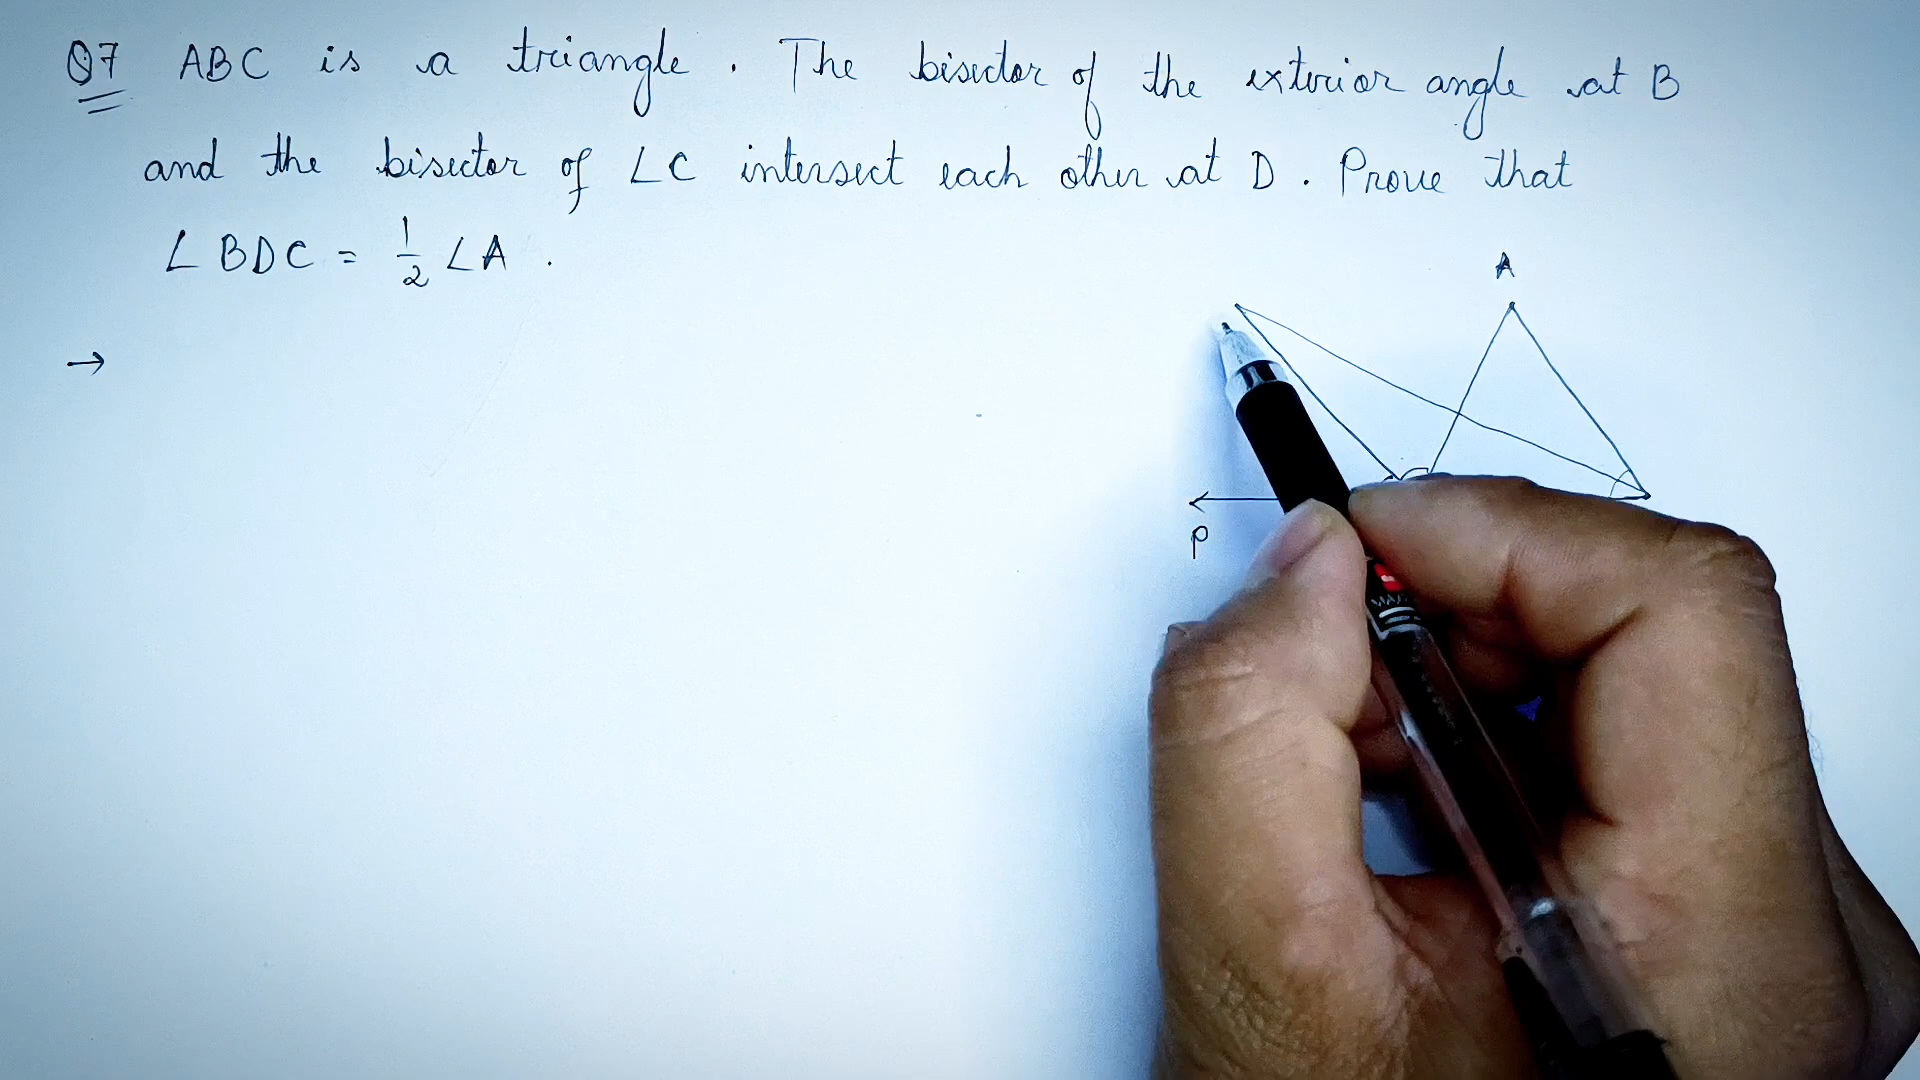 Q7 ABC is a triangle. The bisector of the exterior angle at B
and the bisector of ∠C intersect each other at D. Prove that
∠BDC = 1/2 ∠A.
A
→
P